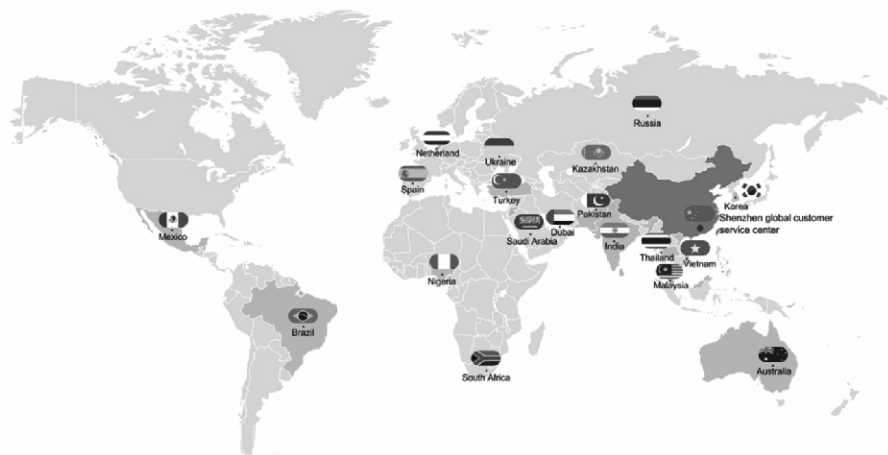 Russia
Netherland
Ukraine
Kazakhstan
Spain
Turkey
Korea
Pakistan
Shenzhen global customer
service center
Mexico
Dubai
Saudi Arabia
India
Thailand
Vietnam
Nigeria
Malaysia
Brazil
Australia
South Africa